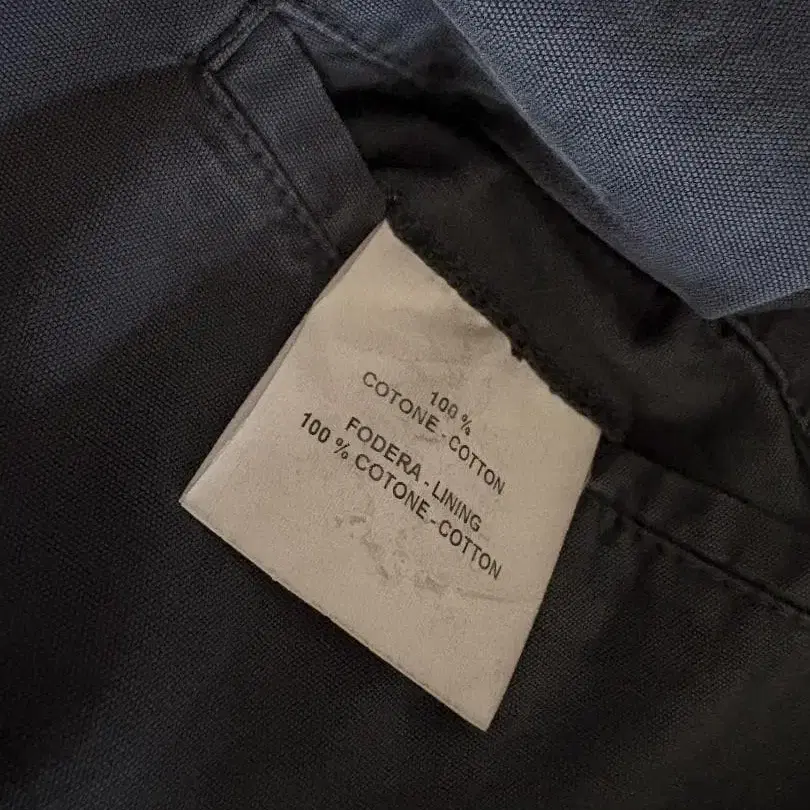 100 %
COTONE - COTTON
FODERA - LINING
100 % COTONE - COTTON